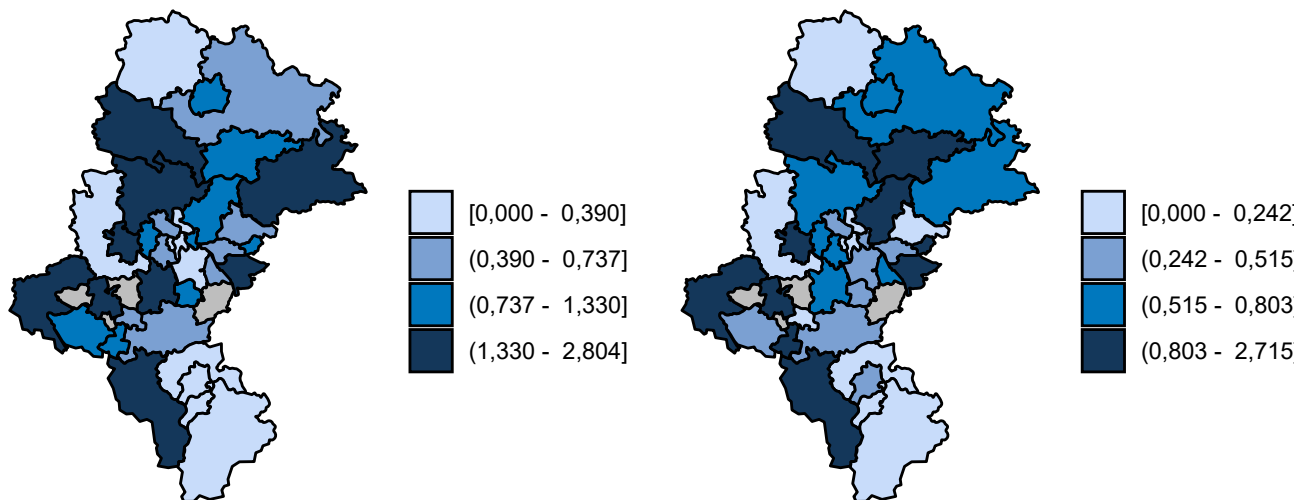 [0,000 - 0,390]
(0,390 - 0,737]
(0,737 - 1,330]
(1,330 - 2,804]
[0,000 - 0,242]
(0,242 - 0,515]
(0,515 - 0,803]
(0,803 - 2,715]